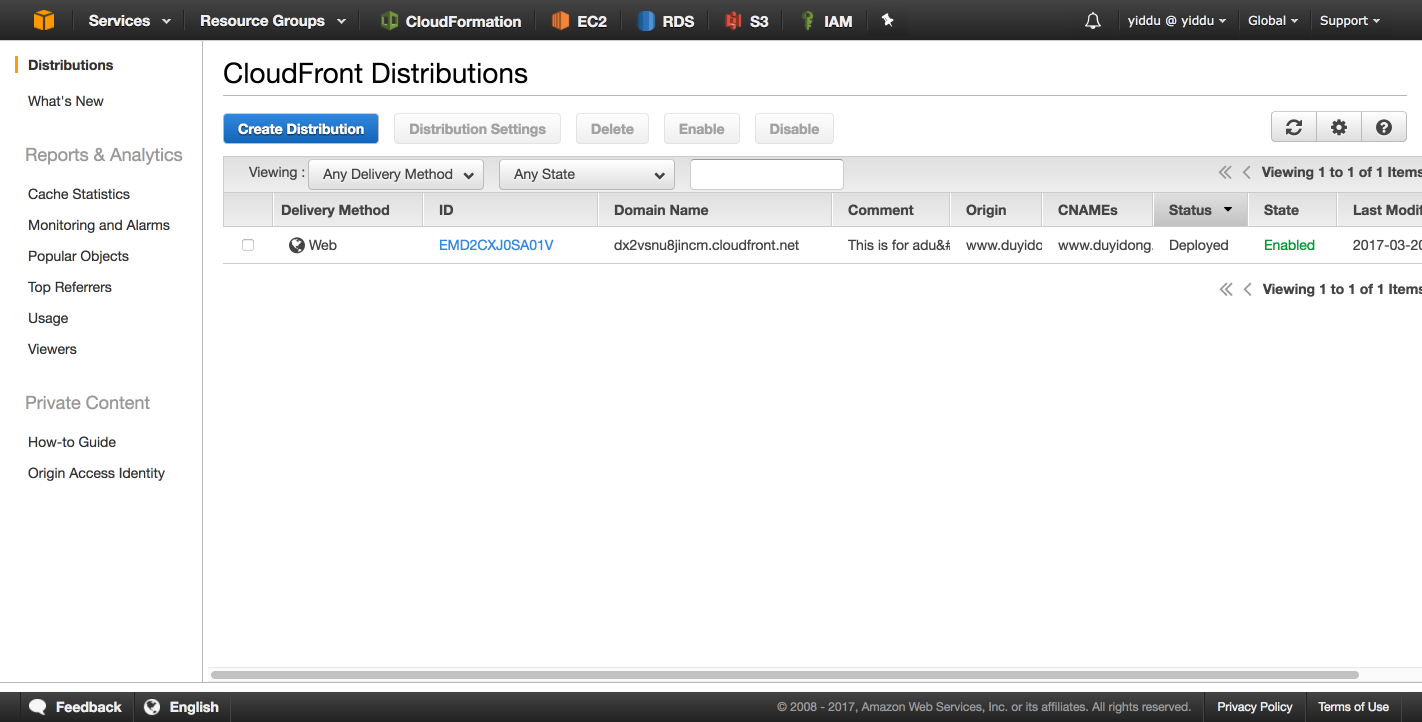 Services Resource Groups CloudFormation EC2 RDS S3 IAM yiddu @ yiddu Global Support
Distributions
What's New
Reports & Analytics
Cache Statistics
Monitoring and Alarms
Popular Objects
Top Referrers
Usage
Viewers
Private Content
How-to Guide
Origin Access Identity
CloudFront Distributions
Create Distribution Distribution Settings Delete Enable Disable
Viewing : Any Delivery Method Any State Viewing 1 to 1 of 1 Items
Delivery Method ID Domain Name Comment Origin CNAMEs Status State Last Modif
Web EMD2CXJ0SA01V dx2vsnu8jincm.cloudfront.net This is for adu&# www.duyidc www.duyidong. Deployed Enabled 2017-03-20
Viewing 1 to 1 of 1 Items
Feedback English © 2008 - 2017, Amazon Web Services, Inc. or its affiliates. All rights reserved. Privacy Policy Terms of Use